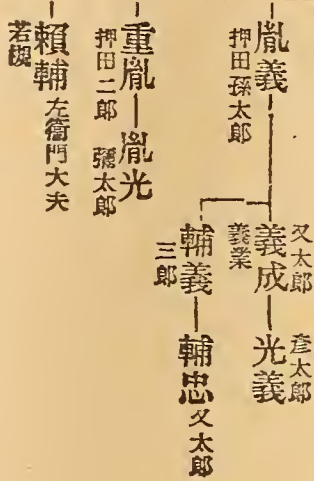 胤義
押田孫太郎
又太郎
義成
義業
彦太郎
光義
輔義
三郎
輔忠 又太郎
重胤
押田二郎
胤光
彌太郎
頼輔 左衞門大夫
若槻